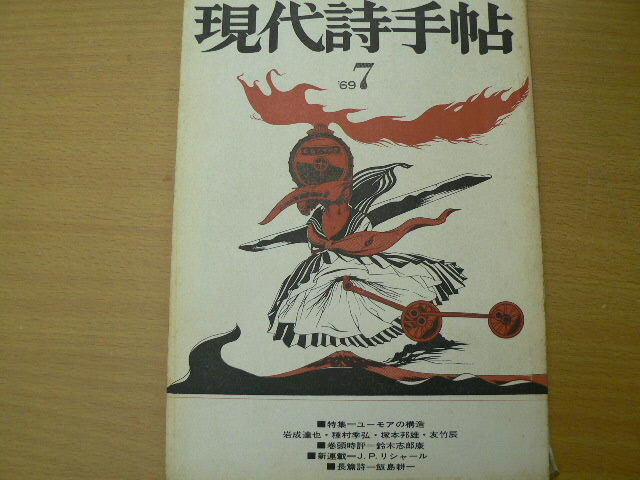 現代詩手帖
'69 7
■特集―ユーモアの構造
岩成達也・種村季弘・塚本邦雄・友竹辰
■巻頭時評―鈴木志郎康
■新連載―J.P.リシャール
■長篇詩―飯島耕一